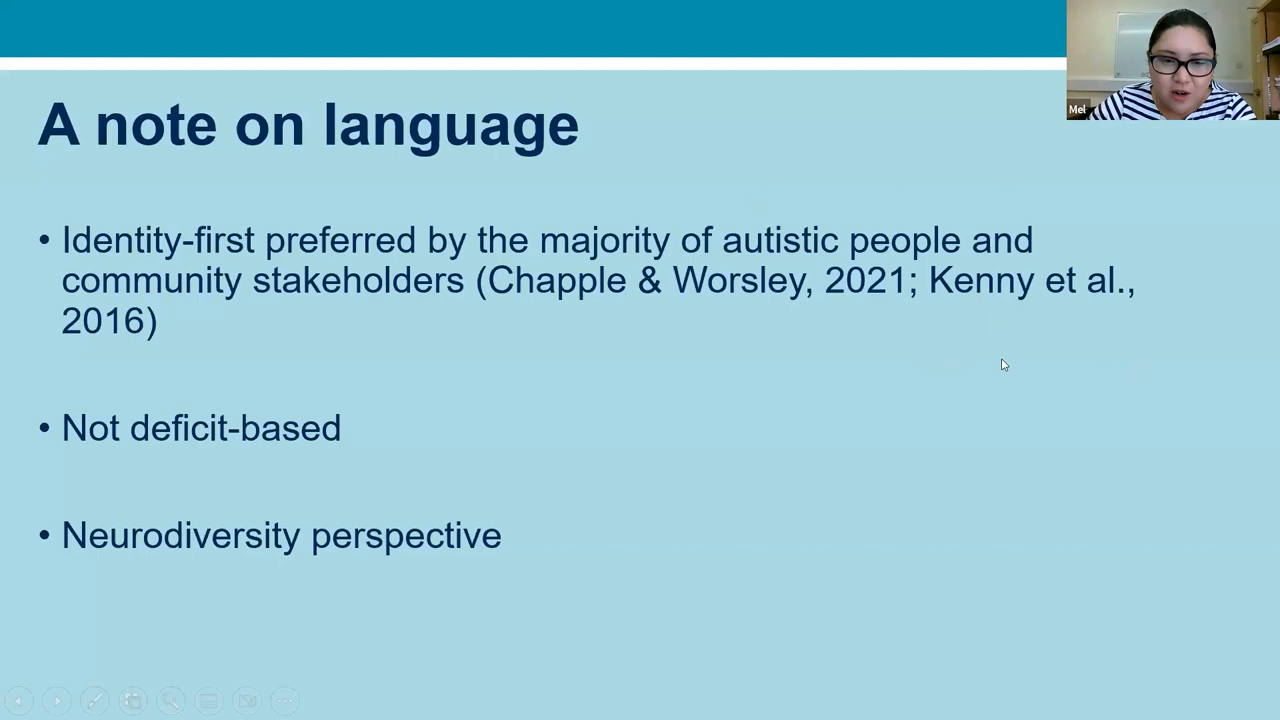 Mel
A note on language
• Identity-first preferred by the majority of autistic people and
community stakeholders (Chapple & Worsley, 2021; Kenny et al.,
2016)
• Not deficit-based
• Neurodiversity perspective